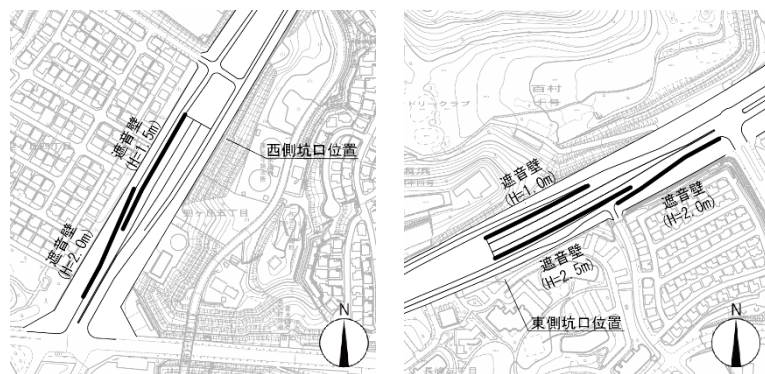 遮音壁
(H=1.5m)
西側坑口位置
遮音壁
(H=2.0m)
N
遮音壁
(H=1.0m)
遮音壁
(H=2.0m)
遮音壁
(H=2.5m)
東側坑口位置
N